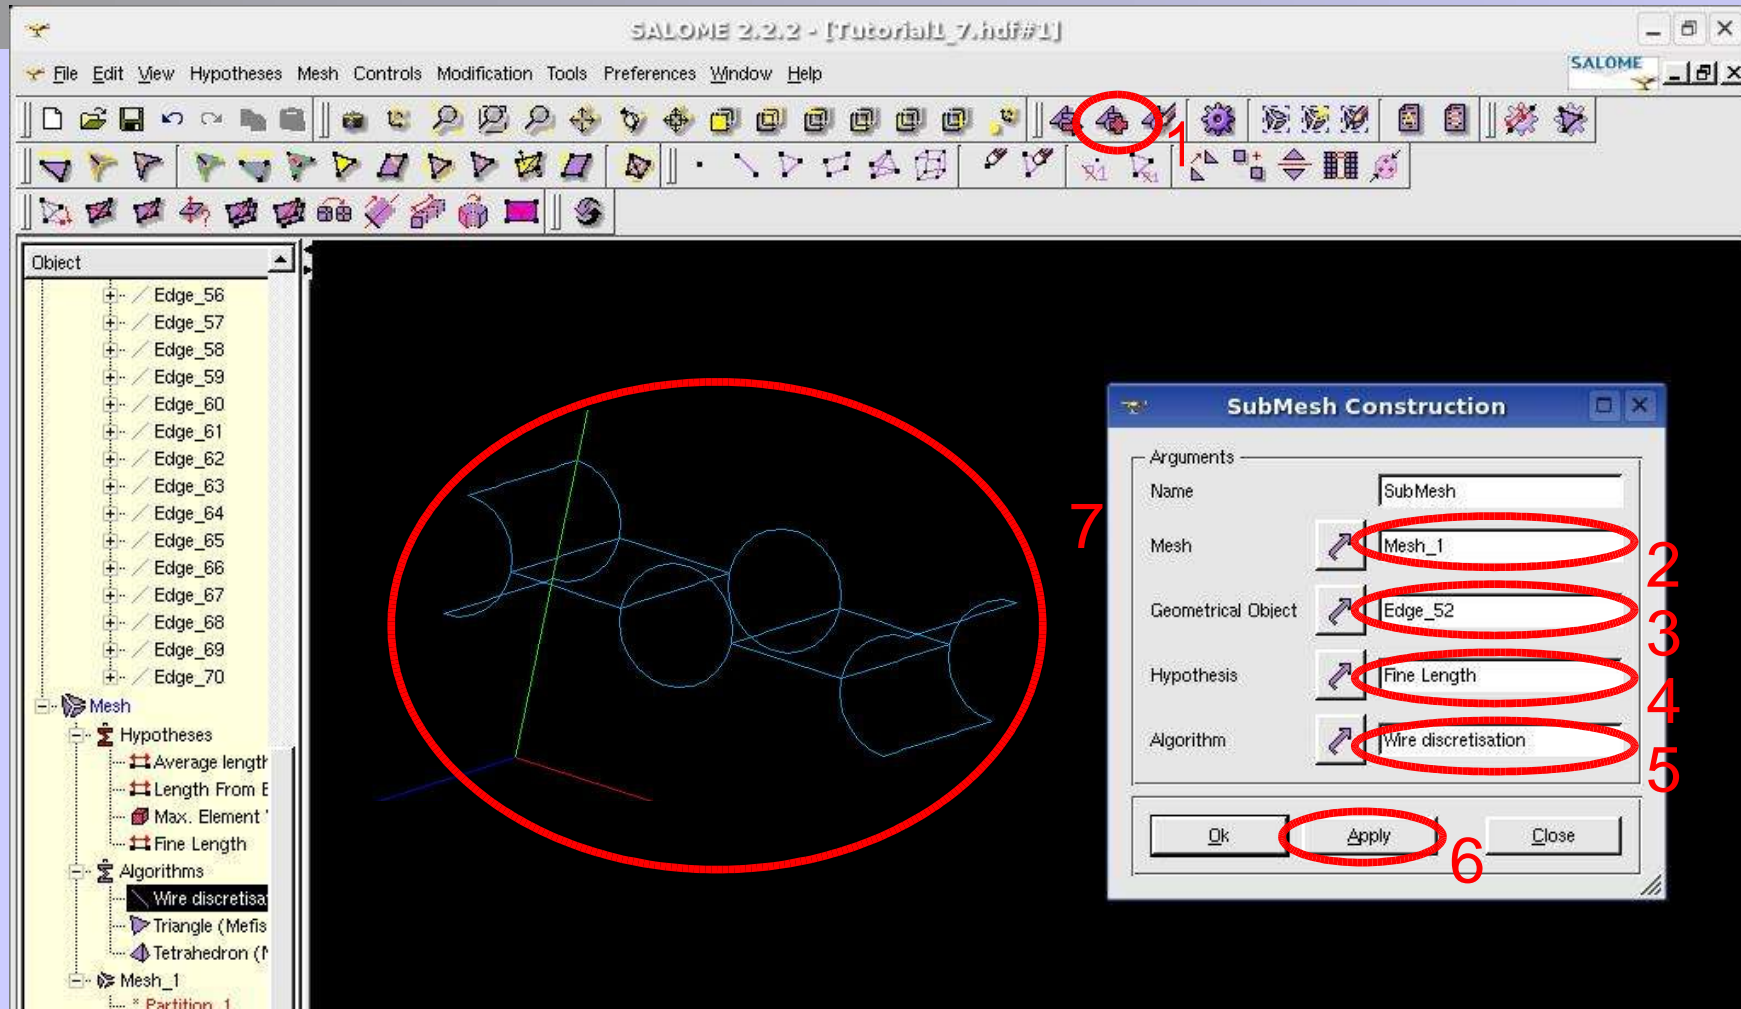 SALOME 2.2.2 - [Tutorial1_7.hdf#1]
File Edit View Hypotheses Mesh Controls Modification Tools Preferences Window Help
SALOME
1
Object
Edge_56
Edge_57
Edge_58
Edge_59
Edge_60
Edge_61
Edge_62
Edge_63
Edge_64
Edge_65
Edge_66
Edge_67
Edge_68
Edge_69
Edge_70
Mesh
Hypotheses
Average length
Length From E
Max. Element
Fine Length
Algorithms
Wire discretisa
Triangle (Mefis
Tetrahedron (
Mesh_1
* Partition_1
7
SubMesh Construction
Arguments
Name SubMesh
Mesh Mesh_1 2
Geometrical Object Edge_52 3
Hypothesis Fine Length 4
Algorithm Wire discretisation 5
Ok Apply Close
6